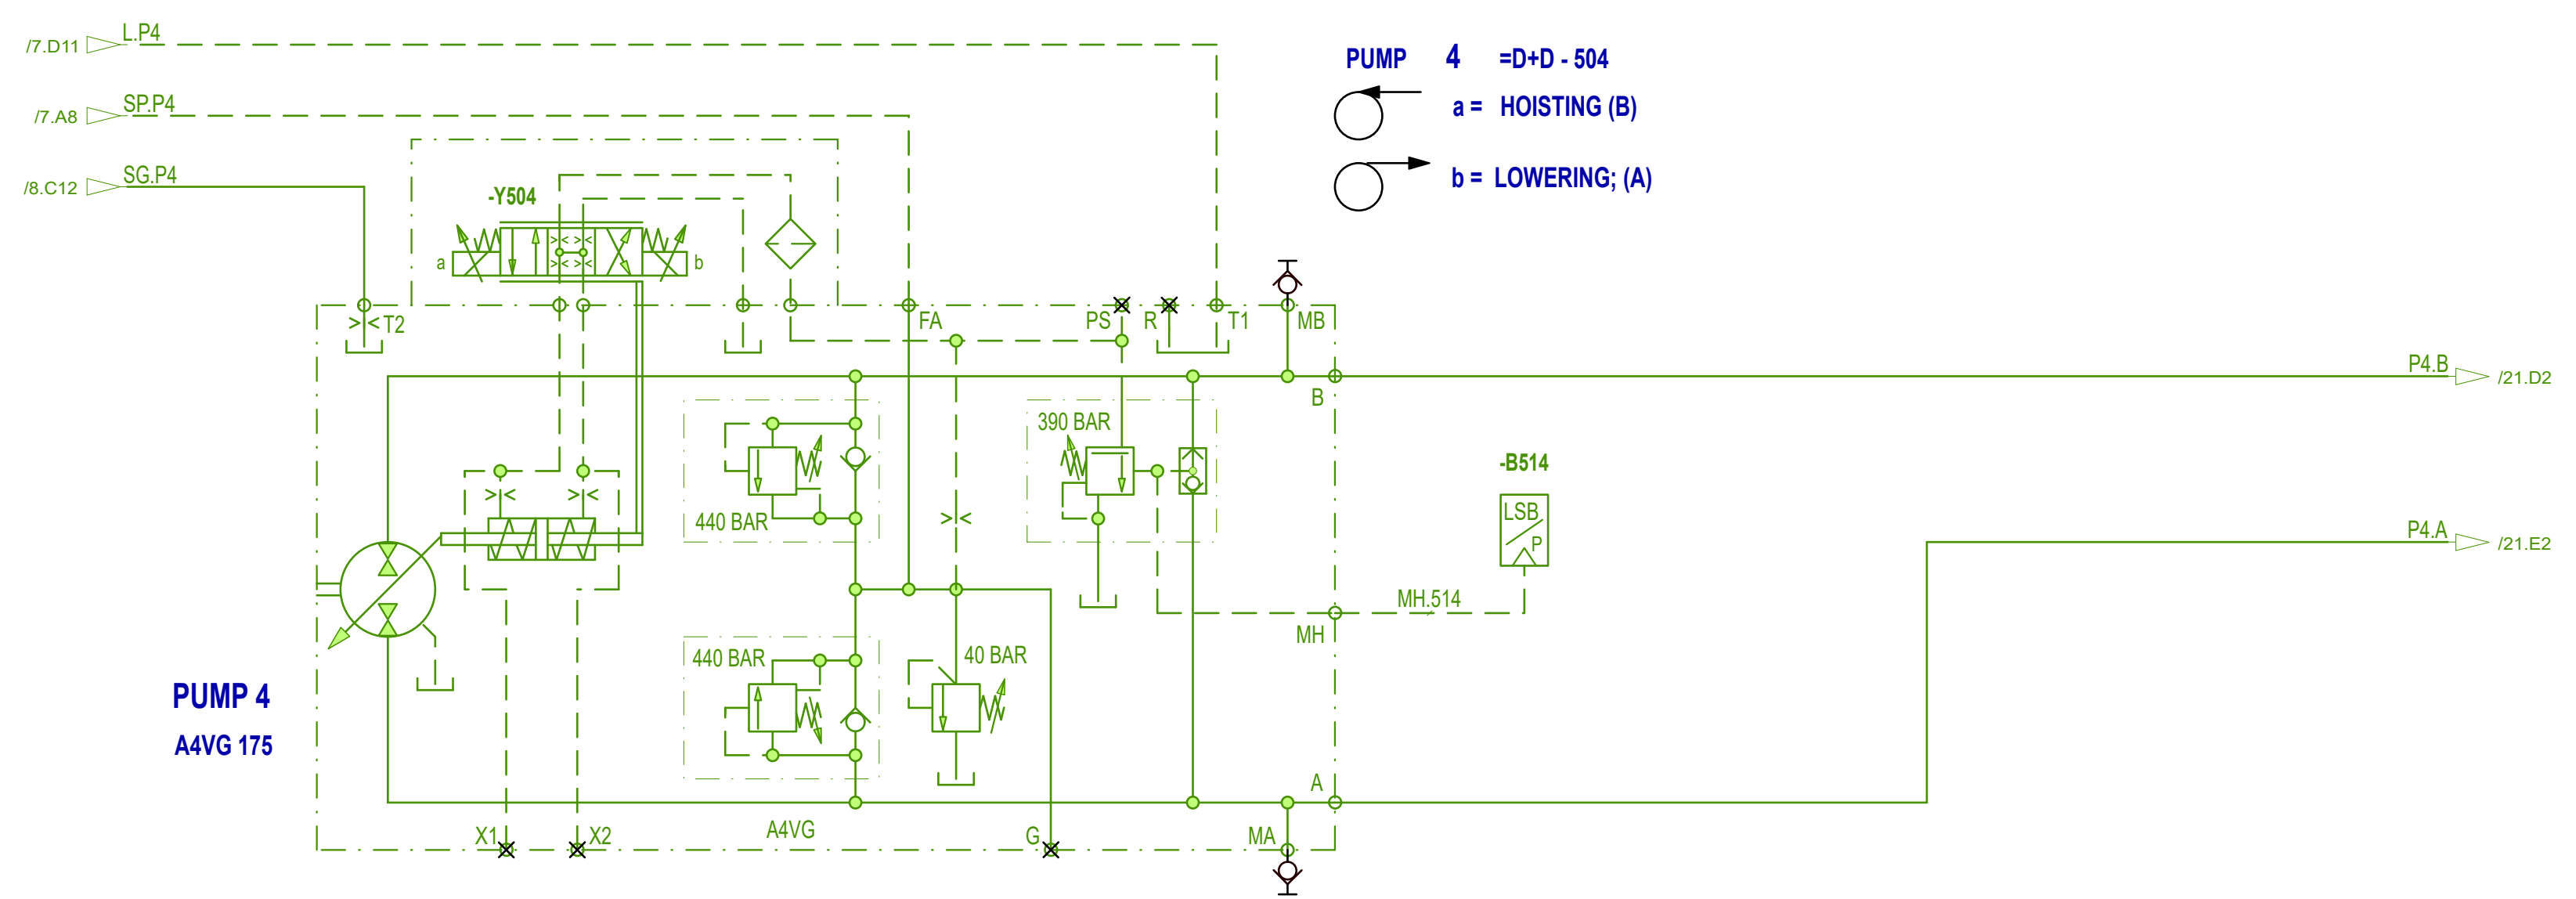 L.P4
/7.D11
PUMP 4 =D+D - 504
SP.P4
/7.A8
a = HOISTING (B)
SG.P4
/8.C12
b = LOWERING; (A)
-Y504
a
b
>< ><
>< ><
>< T2
FA
PS
R
T1
MB
P4.B
/21.D2
B
390 BAR
-B514
>< ><
440 BAR
><
LSB
P
P4.A
/21.E2
MH.514
MH
440 BAR
40 BAR
PUMP 4
A4VG 175
A
X1
X2
A4VG
G
MA